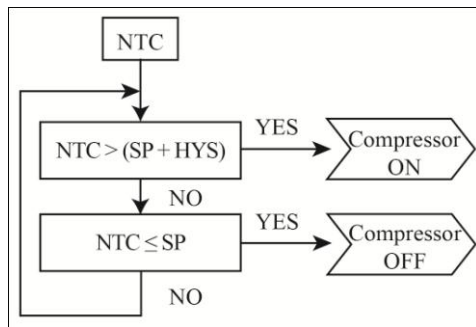 NTC
NTC > (SP + HYS)
YES
Compressor
ON
NO
NTC ≤ SP
YES
Compressor
OFF
NO